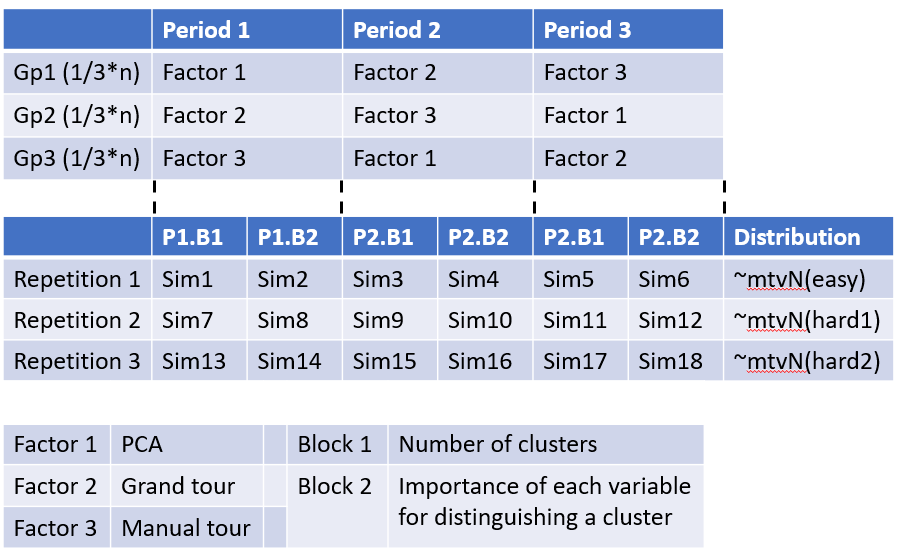 Period 1 Period 2 Period 3
Gp1 (1/3*n) Factor 1 Factor 2 Factor 3
Gp2 (1/3*n) Factor 2 Factor 3 Factor 1
Gp3 (1/3*n) Factor 3 Factor 1 Factor 2
P1.B1 P1.B2 P2.B1 P2.B2 P2.B1 P2.B2 Distribution
Repetition 1 Sim1 Sim2 Sim3 Sim4 Sim5 Sim6 ~mtvN(easy)
Repetition 2 Sim7 Sim8 Sim9 Sim10 Sim11 Sim12 ~mtvN(hard1)
Repetition 3 Sim13 Sim14 Sim15 Sim16 Sim17 Sim18 ~mtvN(hard2)
Factor 1 PCA Block 1 Number of clusters
Factor 2 Grand tour Block 2 Importance of each variable
Factor 3 Manual tour for distinguishing a cluster